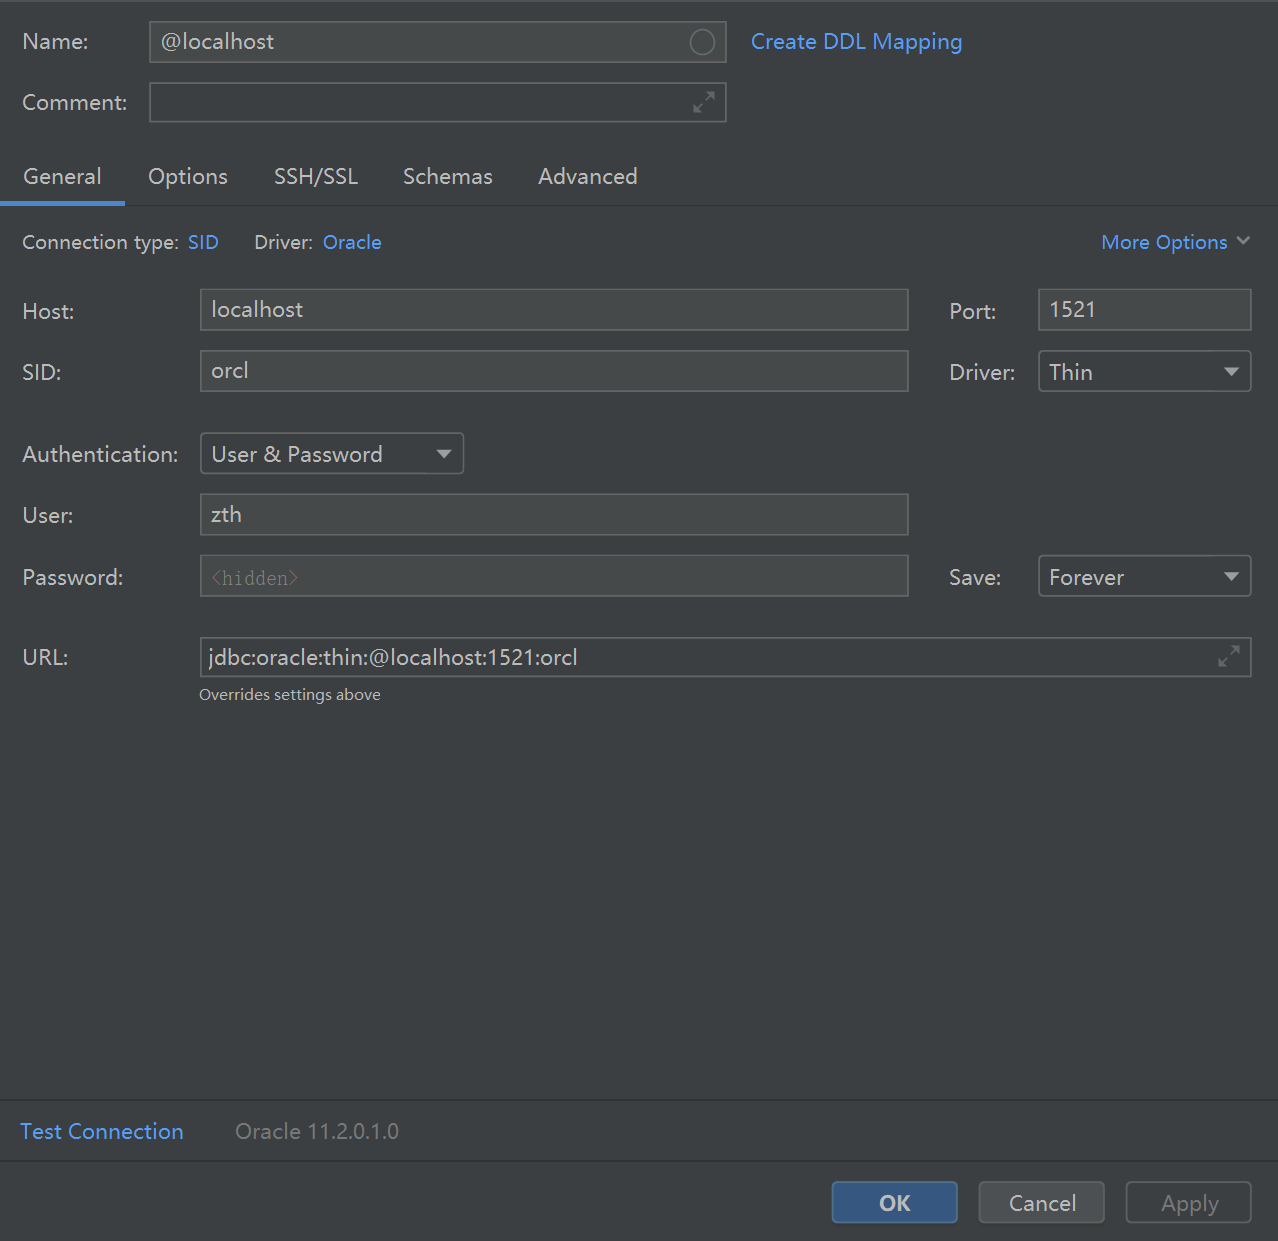 Name: @localhost Create DDL Mapping
Comment:
General Options SSH/SSL Schemas Advanced
Connection type: SID Driver: Oracle More Options
Host: localhost Port: 1521
SID: orcl Driver: Thin
Authentication: User & Password
User: zth
Password: <hidden> Save: Forever
URL: jdbc:oracle:thin:@localhost:1521:orcl
Overrides settings above
Test Connection Oracle 11.2.0.1.0
OK Cancel Apply